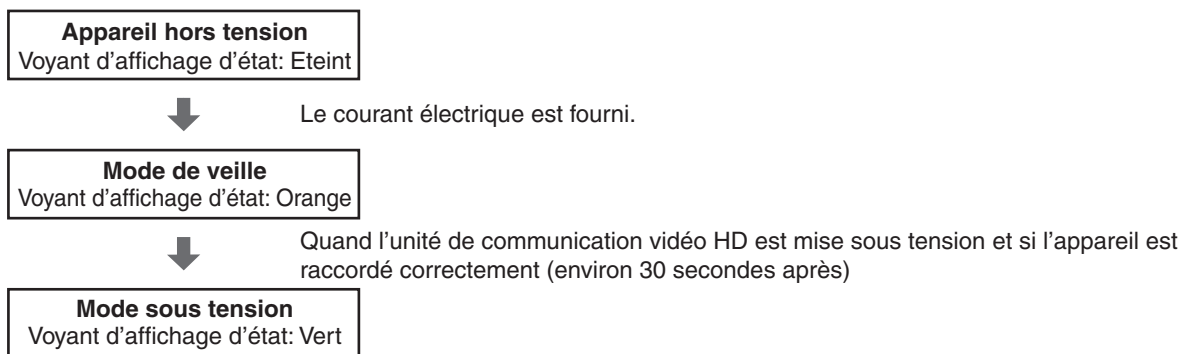 Appareil hors tension
Voyant d'affichage d'état: Eteint
Le courant électrique est fourni.
Mode de veille
Voyant d'affichage d'état: Orange
Quand l'unité de communication vidéo HD est mise sous tension et si l'appareil est
raccordé correctement (environ 30 secondes après)
Mode sous tension
Voyant d'affichage d'état: Vert